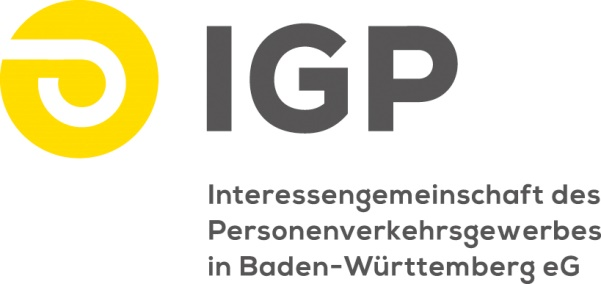 IGP
Interessengemeinschaft des
Personenverkehrsgewerbes
in Baden-Württemberg eG